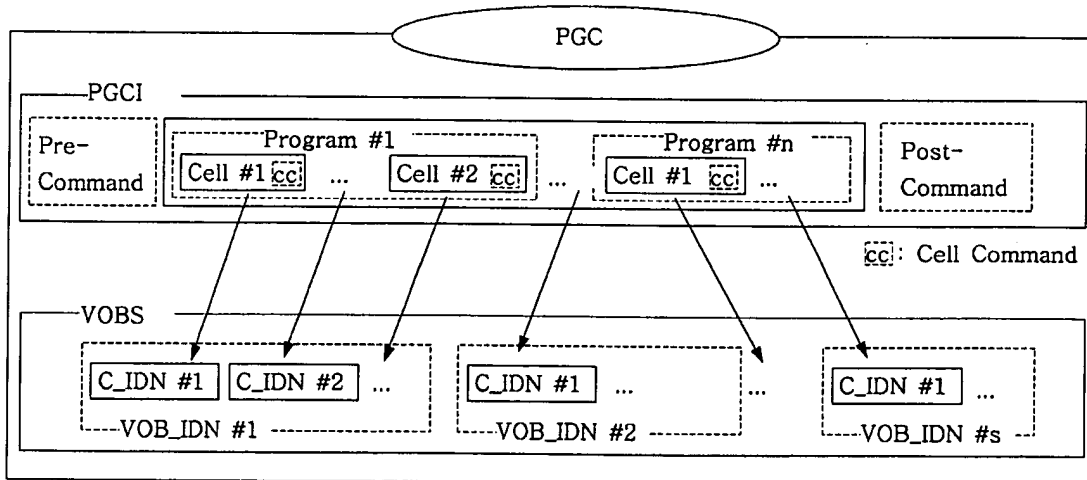 PGC
PGCI
Pre-
Command
Program #1
Cell #1 cc ... Cell #2 cc
...
Program #n
Cell #1 cc ...
Post-
Command
cc: Cell Command
VOBS
C_IDN #1 C_IDN #2 ...
VOB_IDN #1
C_IDN #1 ...
VOB_IDN #2
...
C_IDN #1 ...
VOB_IDN #s